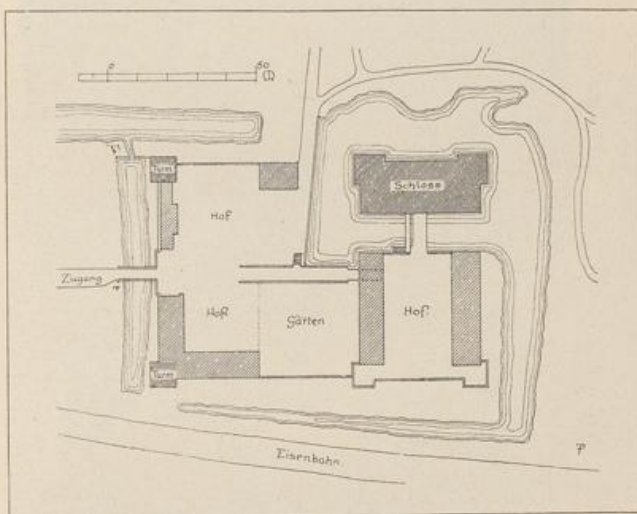 0
50
Turm
Schloss
Hof
Zugang
Hof
Gärten
Hof
Turm
Eisenbahn.